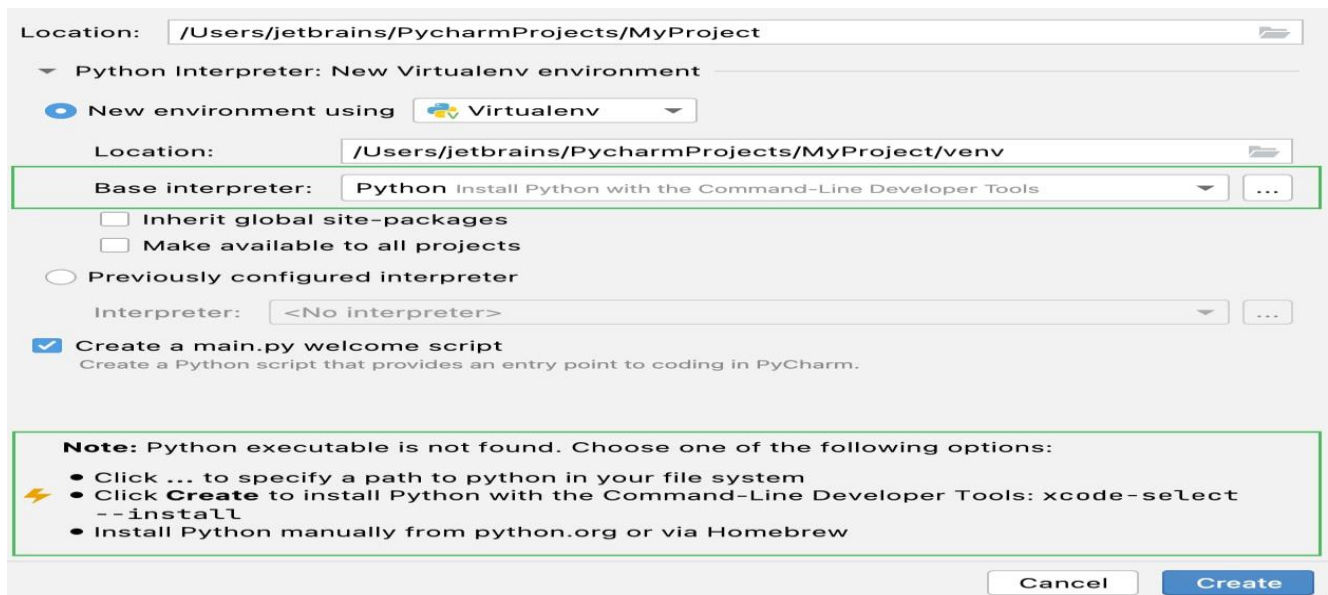 Location: /Users/jetbrains/PycharmProjects/MyProject
Python Interpreter: New Virtualenv environment
New environment using Virtualenv
Location: /Users/jetbrains/PycharmProjects/MyProject/venv
Base interpreter: Python Install Python with the Command-Line Developer Tools ...
Inherit global site-packages
Make available to all projects
Previously configured interpreter
Interpreter: <No interpreter> ...
Create a main.py welcome script
Create a Python script that provides an entry point to coding in PyCharm.
Note: Python executable is not found. Choose one of the following options:
• Click ... to specify a path to python in your file system
• Click Create to install Python with the Command-Line Developer Tools: xcode-select
--install
• Install Python manually from python.org or via Homebrew
Cancel Create